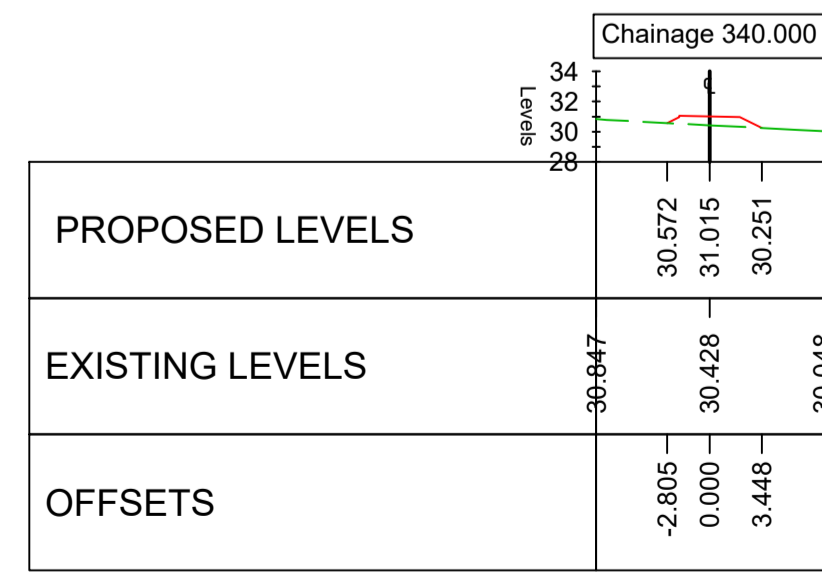 Chainage 340.000
34
32
30
28
Levels
℄
PROPOSED LEVELS 30.572 31.015 30.251
EXISTING LEVELS 30.847 30.428
OFFSETS -2.805 0.000 3.448